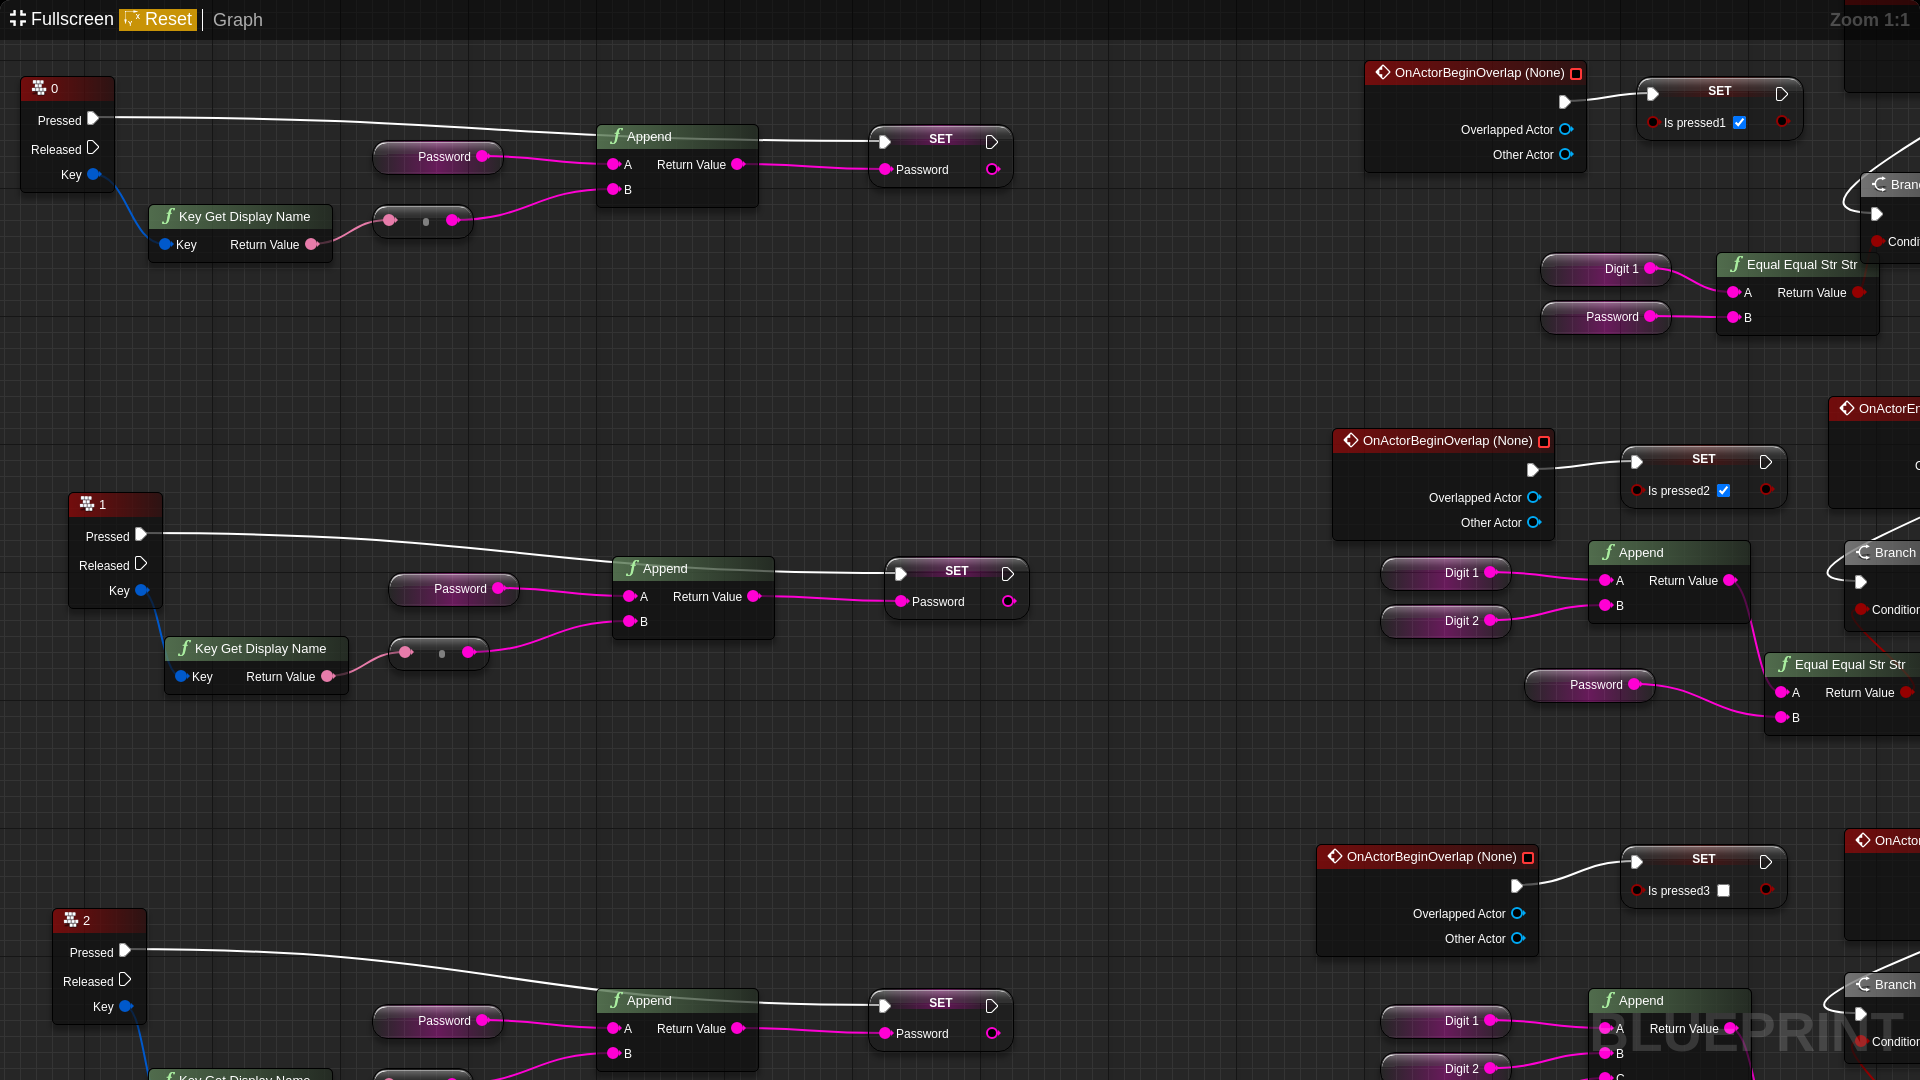 Fullscreen Reset Graph
Zoom 1:1
0
Pressed
Released
Key
Key Get Display Name
Key Return Value
Password
Append
A Return Value
B
SET
Password
OnActorBeginOverlap (None)
Overlapped Actor
Other Actor
SET
Is pressed1
Branc
Condi
Digit 1
Password
Equal Equal Str Str
A Return Value
B
1
Pressed
Released
Key
Key Get Display Name
Key Return Value
Password
Append
A Return Value
B
SET
Password
OnActorBeginOverlap (None)
Overlapped Actor
Other Actor
SET
Is pressed2
OnActorEn
Digit 1
Digit 2
Append
A Return Value
B
Branch
Condition
Password
Equal Equal Str Str
A Return Value
B
2
Pressed
Released
Key
Key Get Display Name
Password
Append
A Return Value
B
SET
Password
OnActorBeginOverlap (None)
Overlapped Actor
Other Actor
SET
Is pressed3
OnActor
Digit 1
Digit 2
Append
A Return Value
B
C
Branch
Condition
BLUEPRINT